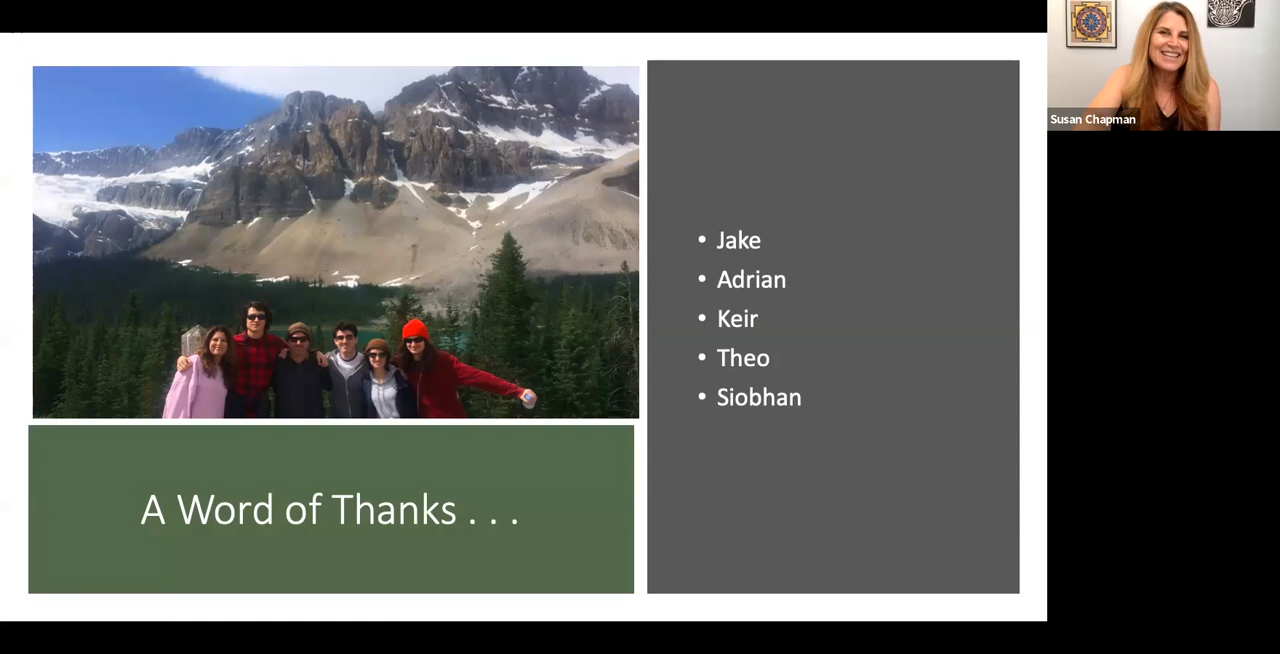 Susan Chapman
• Jake
• Adrian
• Keir
• Theo
• Siobhan
A Word of Thanks . . .